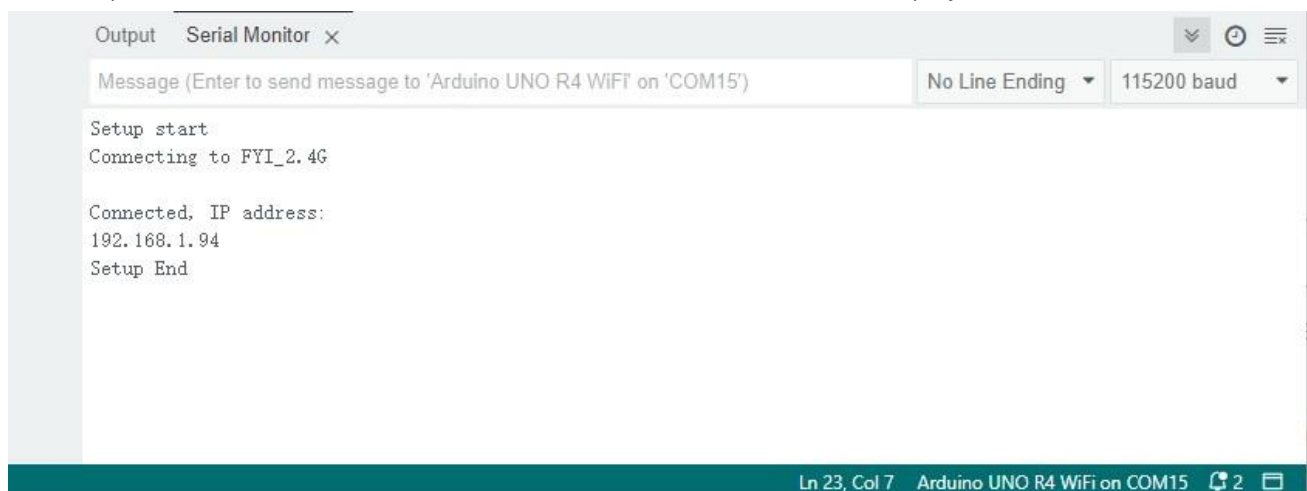 Output Serial Monitor
Message (Enter to send message to 'Arduino UNO R4 WiFi' on 'COM15') No Line Ending 115200 baud
Setup start
Connecting to FYI_2.4G
Connected, IP address:
192.168.1.94
Setup End
Ln 23, Col 7 Arduino UNO R4 WiFi on COM15 2